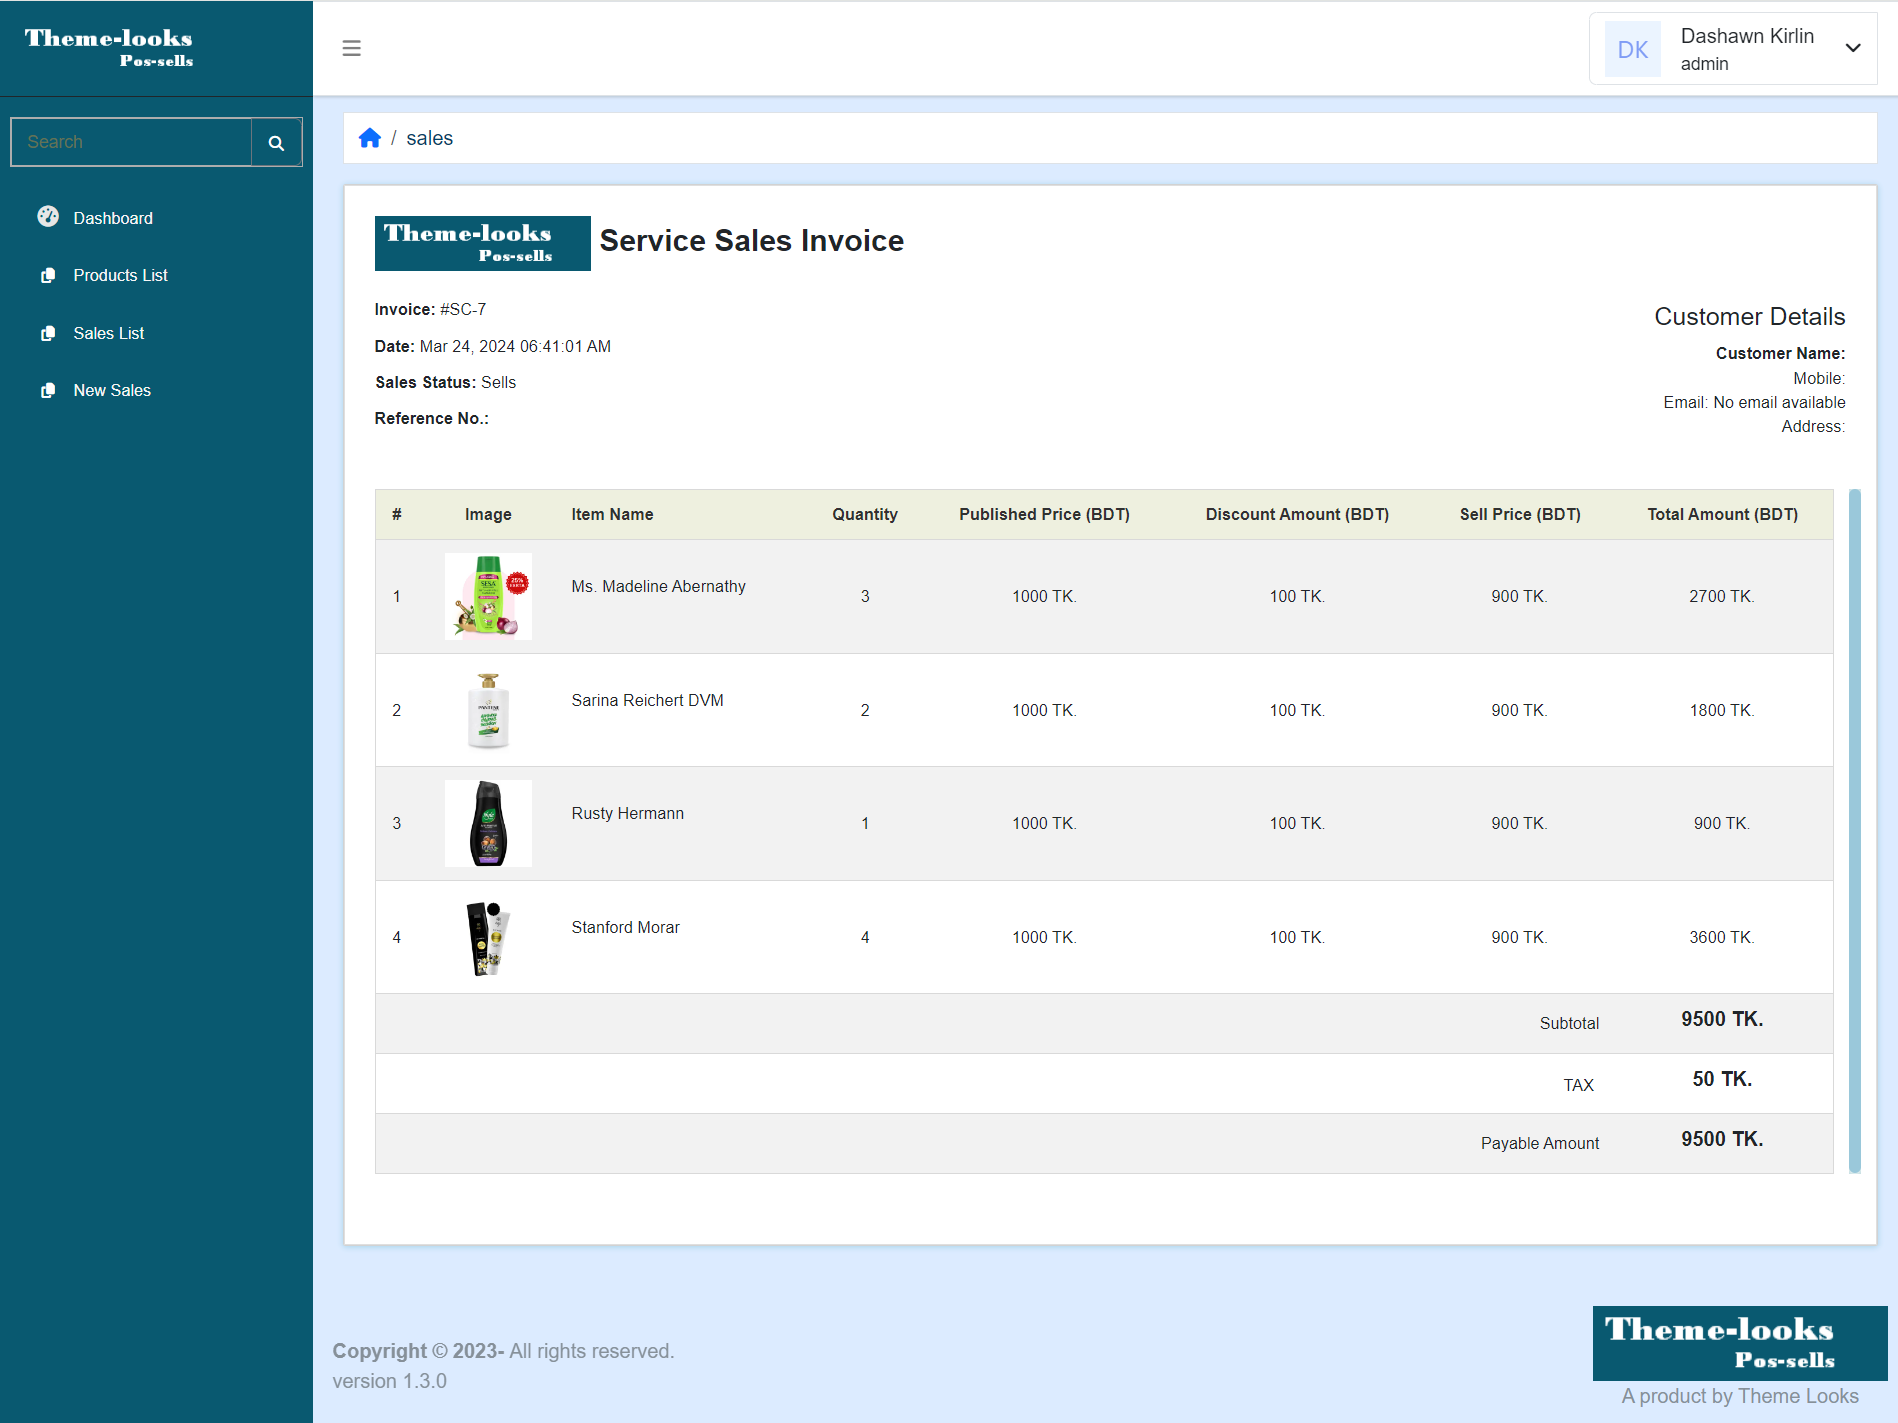 Theme-looks
Pos-sells
Dashawn Kirlin
DK
admin
Search
/ sales
Dashboard
Products List
Sales List
New Sales
Theme-looks
Pos-sells
Service Sales Invoice
Invoice: #SC-7
Date: Mar 24, 2024 06:41:01 AM
Sales Status: Sells
Reference No.:
Customer Details
Customer Name:
Mobile:
Email: No email available
Address:
# Image Item Name Quantity Published Price (BDT) Discount Amount (BDT) Sell Price (BDT) Total Amount (BDT)
SESA
25%
EXTRA
1 Ms. Madeline Abernathy 3 1000 TK. 100 TK. 900 TK. 2700 TK.
PANTENE
2 Sarina Reichert DVM 2 1000 TK. 100 TK. 900 TK. 1800 TK.
3 Rusty Hermann 1 1000 TK. 100 TK. 900 TK. 900 TK.
4 Stanford Morar 4 1000 TK. 100 TK. 900 TK. 3600 TK.
Subtotal 9500 TK.
TAX 50 TK.
Payable Amount 9500 TK.
Copyright © 2023- All rights reserved.
version 1.3.0
Theme-looks
Pos-sells
A product by Theme Looks